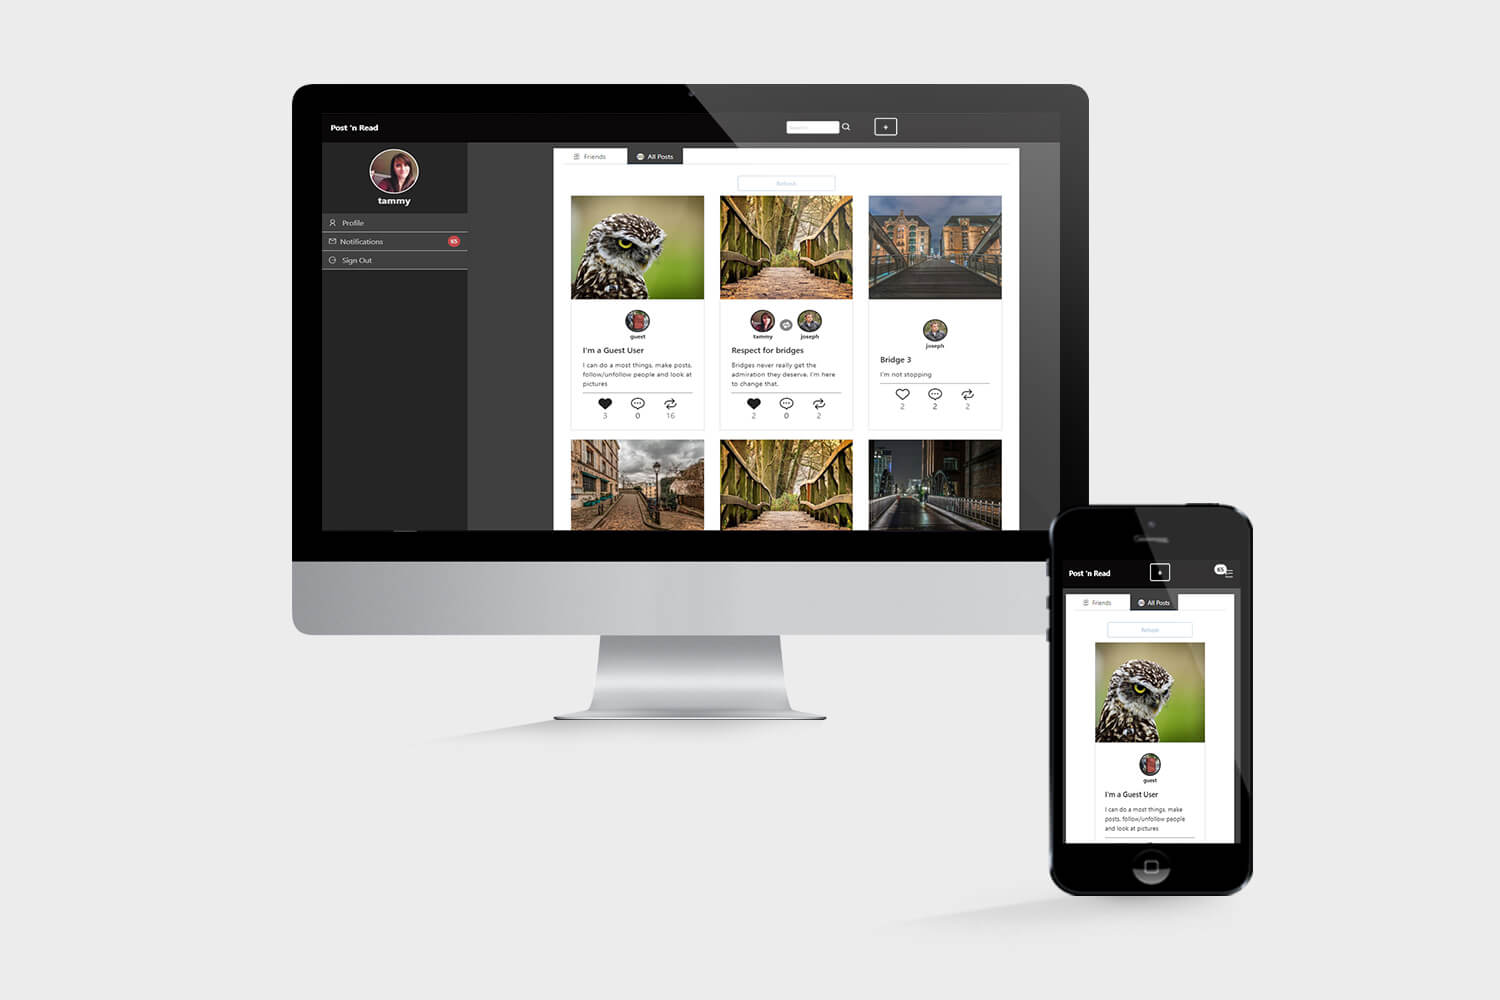 Post 'n Read
+
tammy
Profile
Notifications 65
Sign Out
Friends
All Posts
Refresh
guest
I'm a Guest User
I can do a most things, make posts,
follow/unfollow people and look at
pictures
3 0 16
tammy joseph
Respect for bridges
Bridges never really get the
admiration they deserve. I'm here
to change that.
2 0 2
joseph
Bridge 3
I'm not stopping
2 2 2
Post 'n Read
+
65
Friends
All Posts
Refresh
guest
I'm a Guest User
I can do a most things, make
posts, follow/unfollow people
and look at pictures